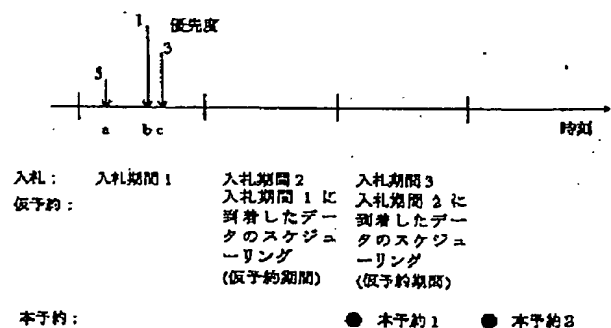 1 優先度
3
5
a b c
時刻
入札: 入札期間1 入札期間2 入札期間3
仮予約: 入札期間 1 に 入札期間 2 に
到着したデー 到着したデー
タのスケジュ タのスケジュ
ーリング ーリング
(仮予約期間) (仮予約期間)
本予約: 本予約1 本予約2